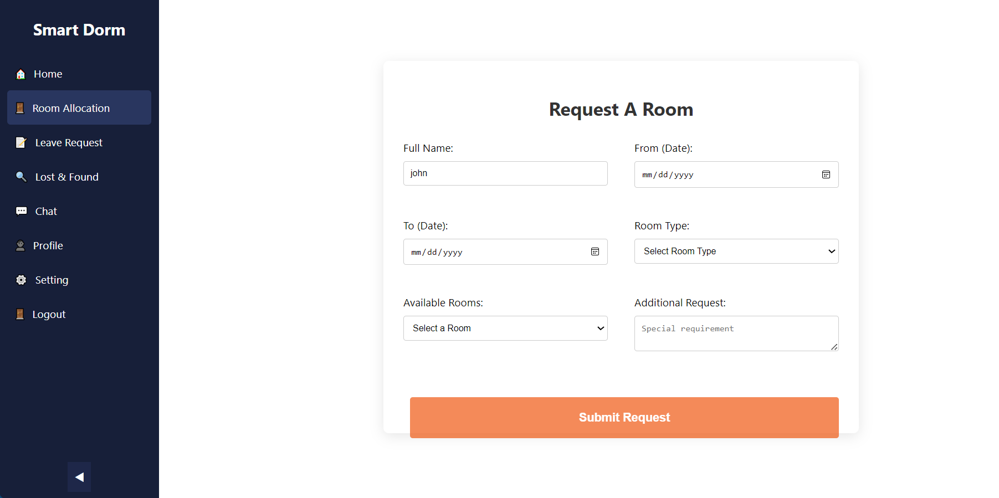 Smart Dorm
Home
Room Allocation
Leave Request
Lost & Found
Chat
Profile
Setting
Logout
Request A Room
Full Name:
john
From (Date):
mm/dd/yyyy
To (Date):
mm/dd/yyyy
Room Type:
Select Room Type
Available Rooms:
Select a Room
Additional Request:
Special requirement
Submit Request